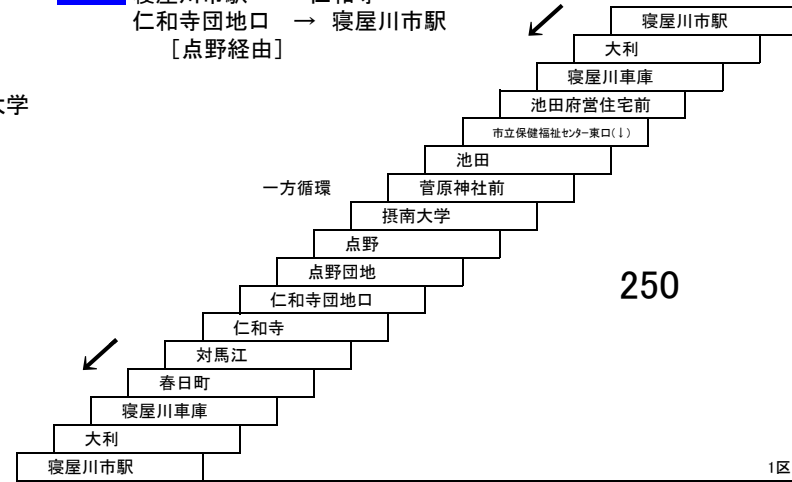 仁和寺団地口 → 寝屋川市駅
[点野経由]
大学
寝屋川市駅
大利
寝屋川車庫
池田府営住宅前
市立保健福祉センター東口(↓)
池田
一方循環
菅原神社前
摂南大学
点野
点野団地
250
仁和寺団地口
仁和寺
対馬江
春日町
寝屋川車庫
大利
寝屋川市駅
1区